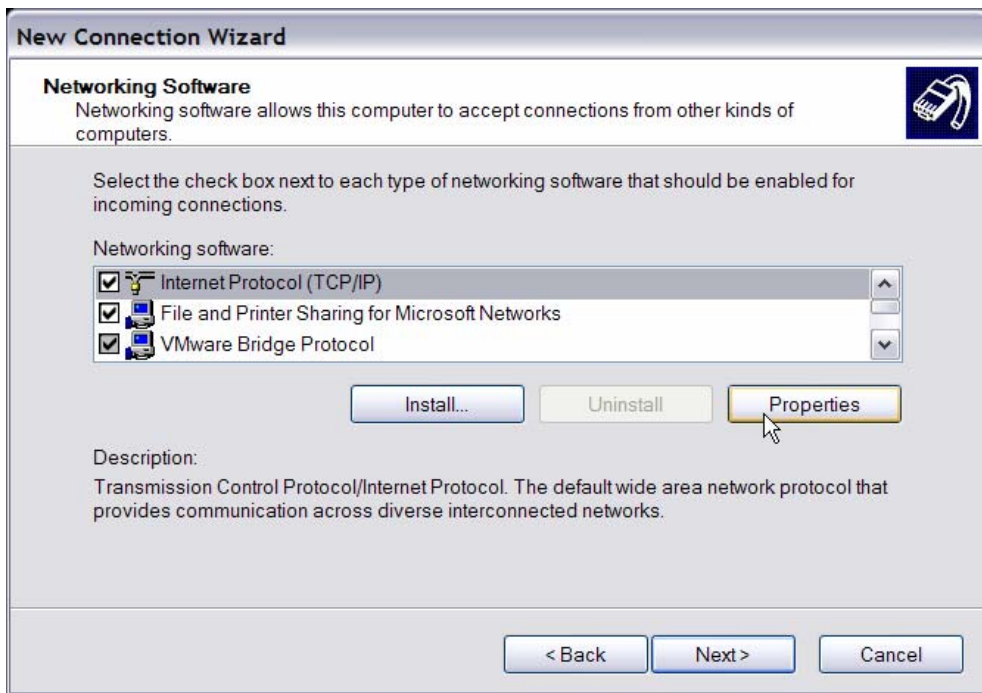 New Connection Wizard
Networking Software
Networking software allows this computer to accept connections from other kinds of
computers.
Select the check box next to each type of networking software that should be enabled for
incoming connections.
Networking software:
Internet Protocol (TCP/IP)
File and Printer Sharing for Microsoft Networks
VMware Bridge Protocol
Install...
Uninstall
Properties
Description:
Transmission Control Protocol/Internet Protocol. The default wide area network protocol that
provides communication across diverse interconnected networks.
< Back
Next >
Cancel